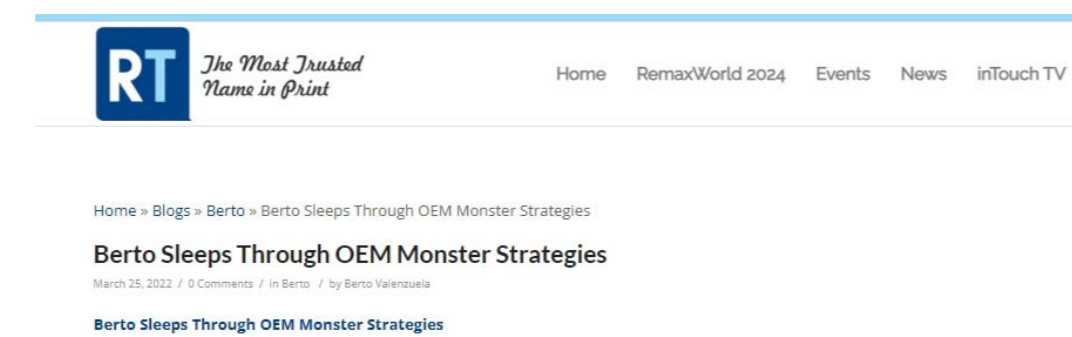 RT
The Most Trusted
Name in Print
Home RemaxWorld 2024 Events News inTouch TV
Home » Blogs » Berto » Berto Sleeps Through OEM Monster Strategies
Berto Sleeps Through OEM Monster Strategies
March 25, 2022 / 0 Comments / in Berto / by Berto Valenzuela
Berto Sleeps Through OEM Monster Strategies